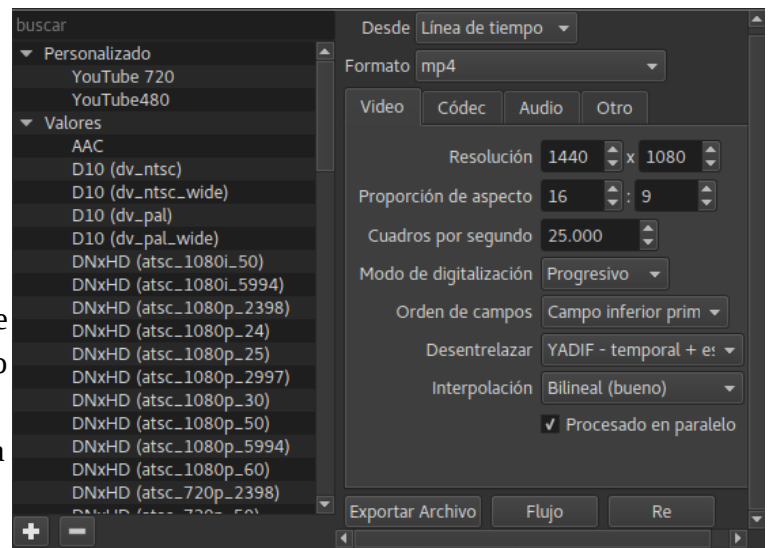 buscar
Personalizado
YouTube 720
YouTube480
Valores
AAC
D10 (dv_ntsc)
D10 (dv_ntsc_wide)
D10 (dv_pal)
D10 (dv_pal_wide)
DNxHD (atsc_1080i_50)
DNxHD (atsc_1080i_5994)
DNxHD (atsc_1080p_2398)
DNxHD (atsc_1080p_24)
DNxHD (atsc_1080p_25)
DNxHD (atsc_1080p_2997)
DNxHD (atsc_1080p_30)
DNxHD (atsc_1080p_50)
DNxHD (atsc_1080p_5994)
DNxHD (atsc_1080p_60)
DNxHD (atsc_720p_2398)
DNxHD (atsc_720p_50)
Desde Línea de tiempo
Formato mp4
Video Códec Audio Otro
Resolución 1440 x 1080
Proporción de aspecto 16 : 9
Cuadros por segundo 25.000
Modo de digitalización Progresivo
Orden de campos Campo inferior prim
Desentrelazar YADIF - temporal + es
Interpolación Bilineal (bueno)
Procesado en paralelo
Exportar Archivo Flujo Re